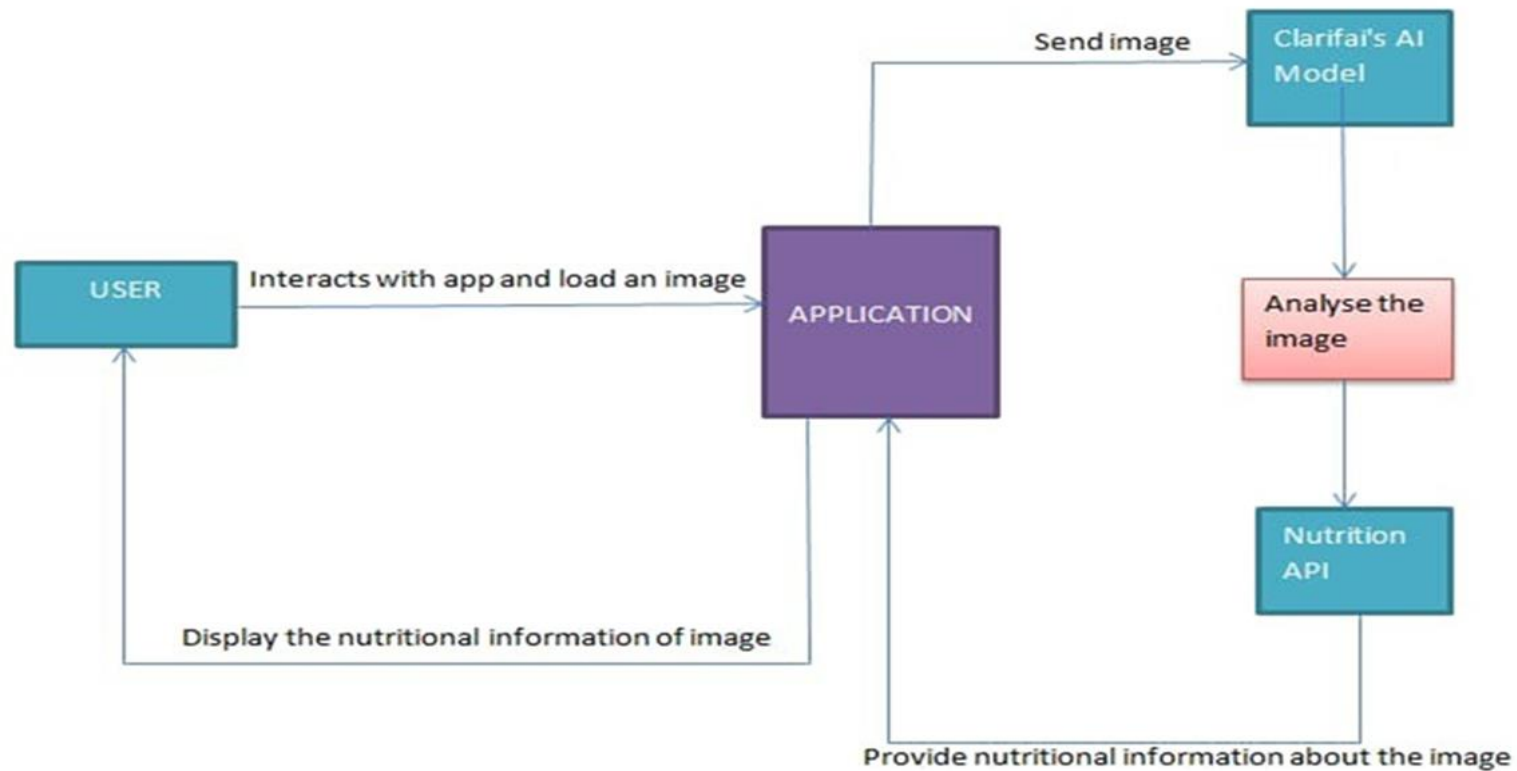 Send image
Clarifai's AI
Model
USER
Interacts with app and load an image
APPLICATION
Analyse the
image
Nutrition
API
Display the nutritional information of image
Provide nutritional information about the image